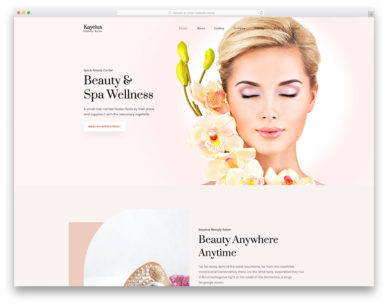 Kayelux
Beauty Salon
Home About Gallery
Spa & Beauty Center
Beauty &
Spa Wellness
A small river named Duden flows by their place
and supplies it with the necessary regelialia.
Beauty Salon
Beauty Anywhere
Anytime
Far far away, behind the word mountains, far from the countries
Vokalia and Consonantia, there live the blind texts. Separated they live
in Bookmarksgrove right at the coast of the Semantics, a large
language ocean.